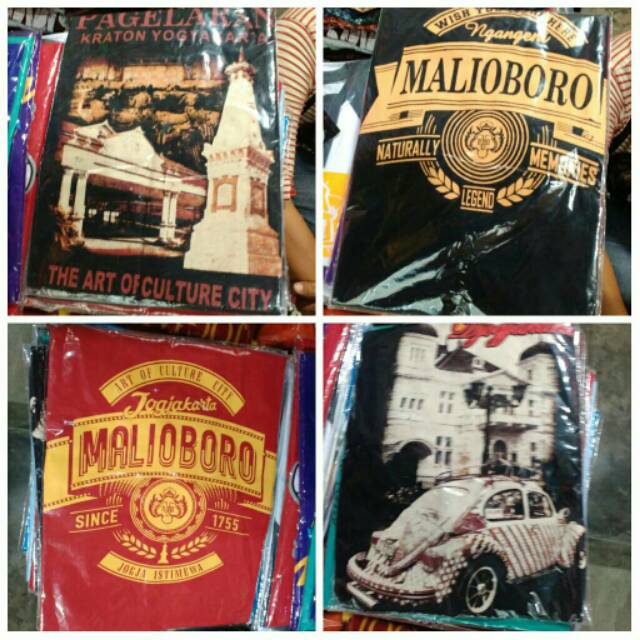 PAGELARAN
KRATON YOGYAKARTA
THE ART OF CULTURE CITY
WISH
Ngangeni
MALIOBORO
NATURALLY
MEMORIES
LEGEND
ART OF CULTURE CITY
Jogjakarta
MALIOBORO
SINCE 1755
JOGJA ISTIMEWA